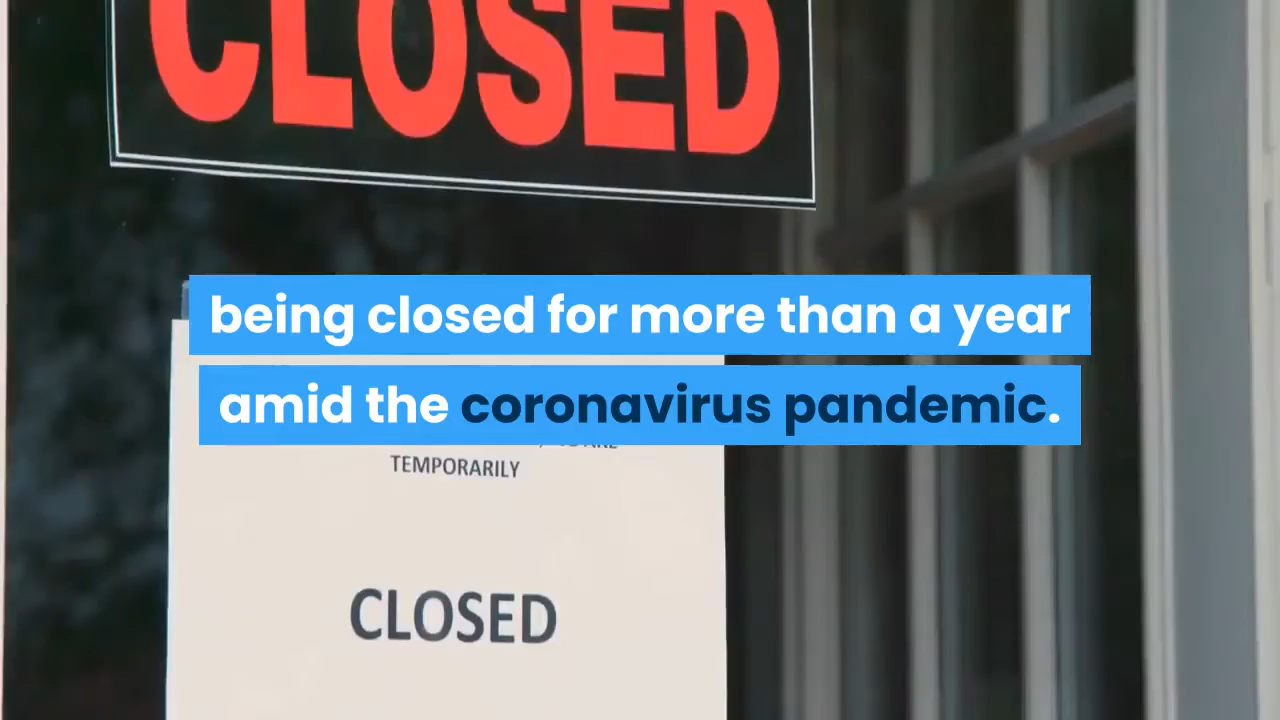 CLOSED
being closed for more than a year
amid the coronavirus pandemic.
TEMPORARILY
CLOSED